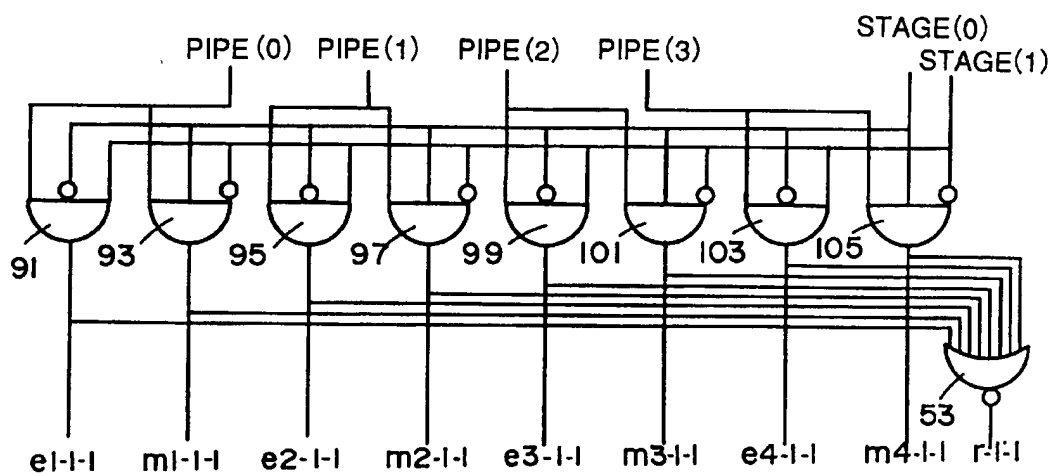 STAGE(0)
PIPE(0) PIPE(1) PIPE(2) PIPE(3) STAGE(1)
91 93 95 97 99 101 103 105
53
e1-1-1 m1-1-1 e2-1-1 m2-1-1 e3-1-1 m3-1-1 e4-1-1 m4-1-1 r-1-1